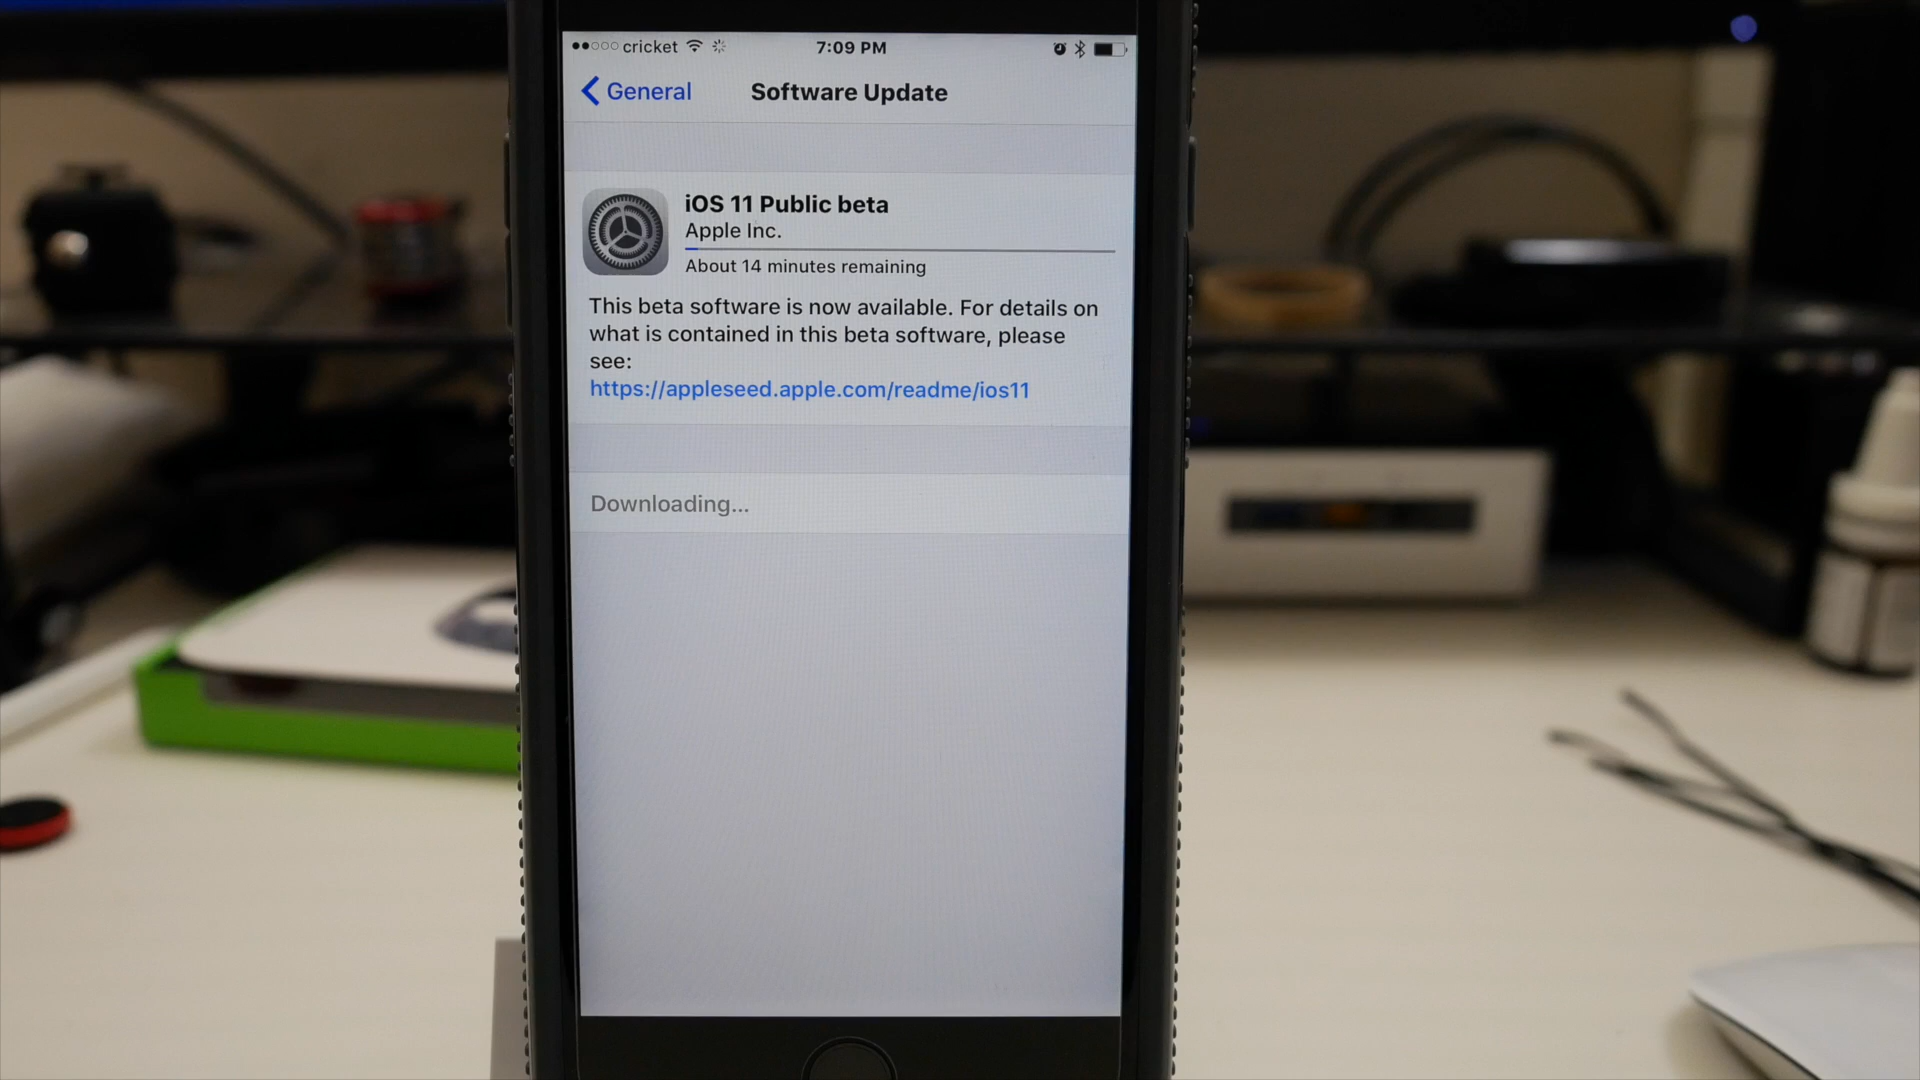 cricket 7:09 PM
General Software Update
iOS 11 Public beta
Apple Inc.
About 14 minutes remaining
This beta software is now available. For details on
what is contained in this beta software, please
see:
https://appleseed.apple.com/readme/ios11
Downloading...